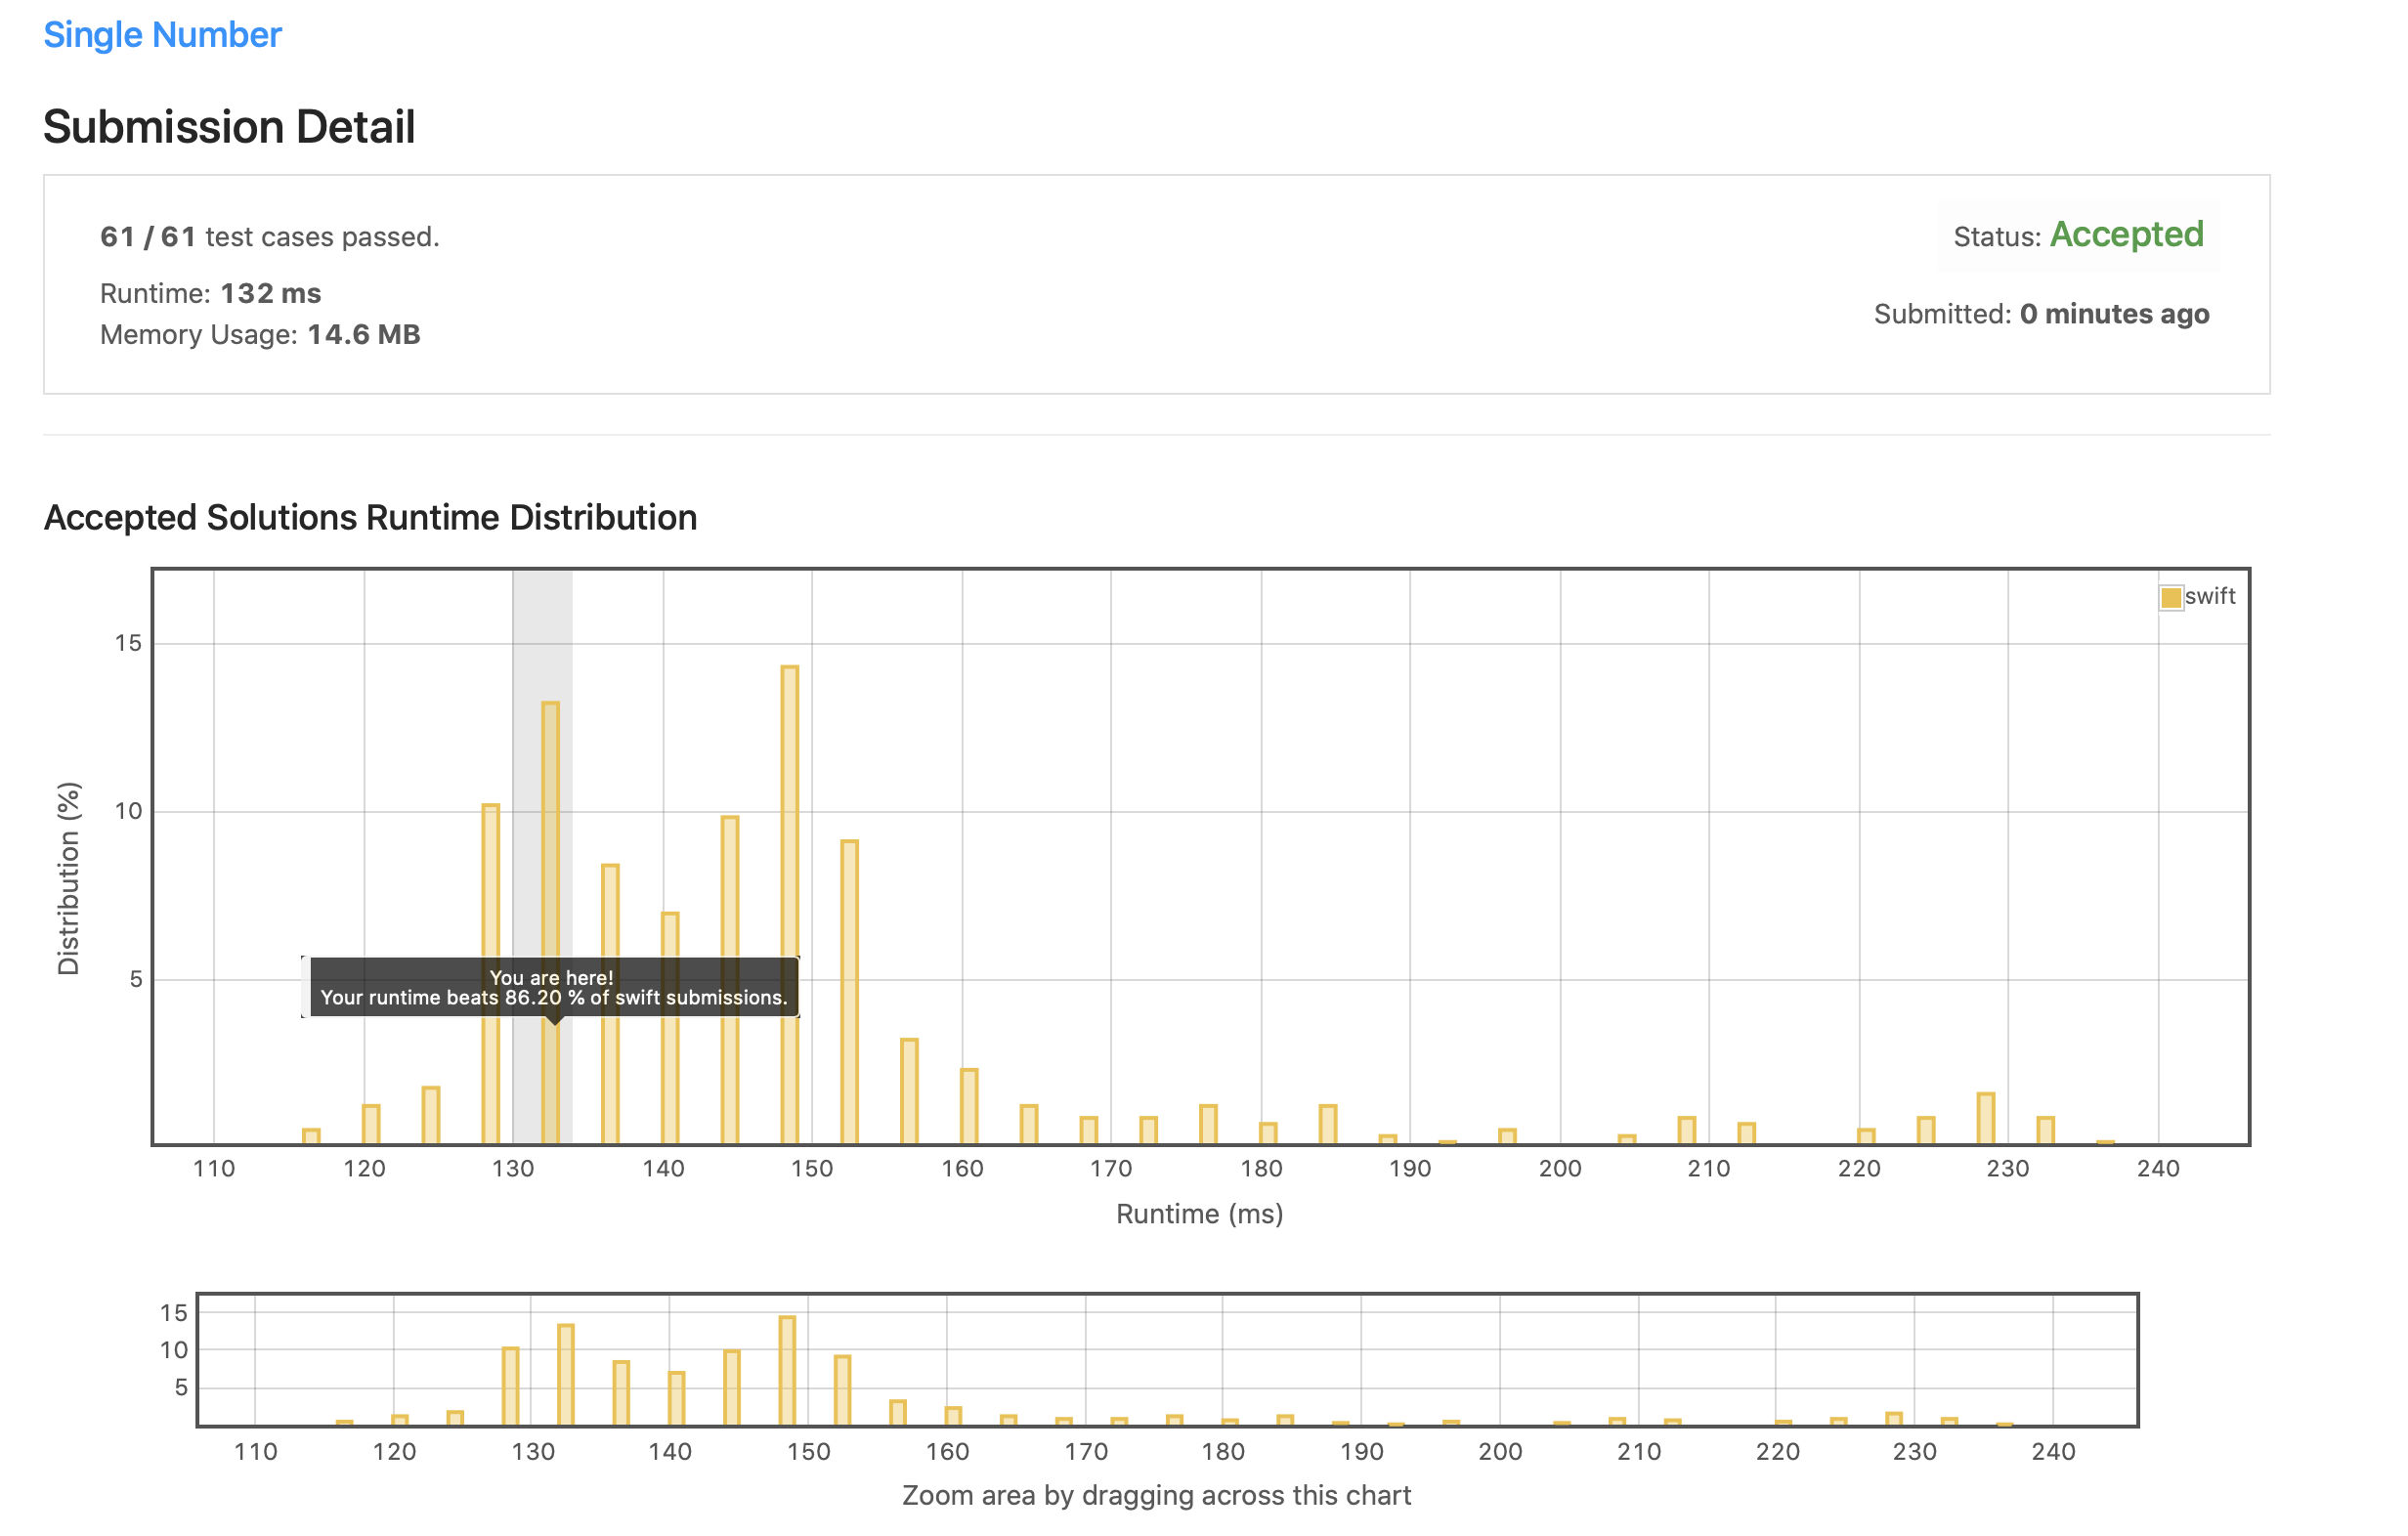 Single Number
Submission Detail
61 / 61 test cases passed.
Status: Accepted
Runtime: 132 ms
Submitted: 0 minutes ago
Memory Usage: 14.6 MB
Accepted Solutions Runtime Distribution
swift
15
10
5
Distribution (%)
You are here!
Your runtime beats 86.20 % of swift submissions.
110 120 130 140 150 160 170 180 190 200 210 220 230 240
Runtime (ms)
15
10
5
110 120 130 140 150 160 170 180 190 200 210 220 230 240
Zoom area by dragging across this chart